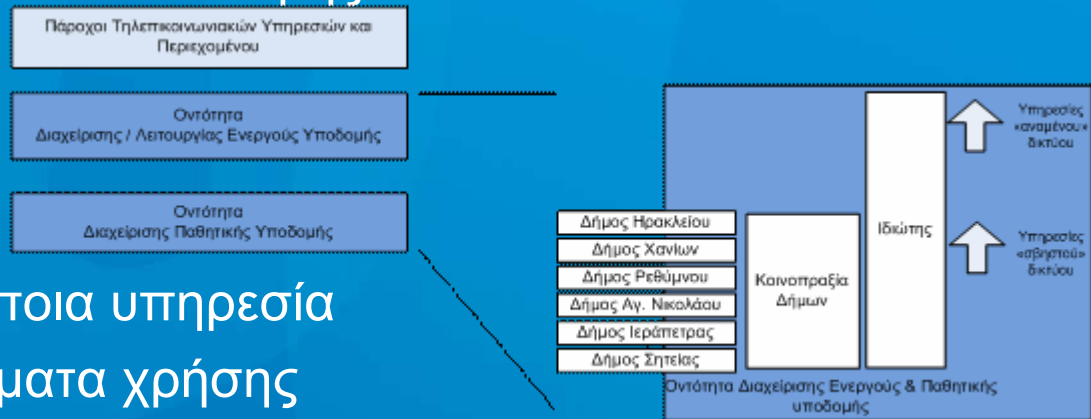 Πάροχοι Τηλεπικοινωνιακών Υπηρεσιών και
Περιεχομένου
Οντότητα
Διαχείρισης / Λειτουργίας Ενεργούς Υποδομής
Οντότητα
Διαχείρισης Παθητικής Υποδομής
ποια υπηρεσία
ματα χρήσης
Δήμος Ηρακλείου
Δήμος Χανίων
Δήμος Ρεθύμνου
Δήμος Αγ. Νικολάου
Δήμος Ιεράπετρας
Δήμος Σητείας
Κοινοπραξία
Δήμων
Ιδιώτης
Υπηρεσίες
«αναμένου»
δικτύου
Υπηρεσίες
«σβηστού»
δικτύου
Οντότητα Διαχείρισης Ενεργούς & Παθητικής
υποδομής